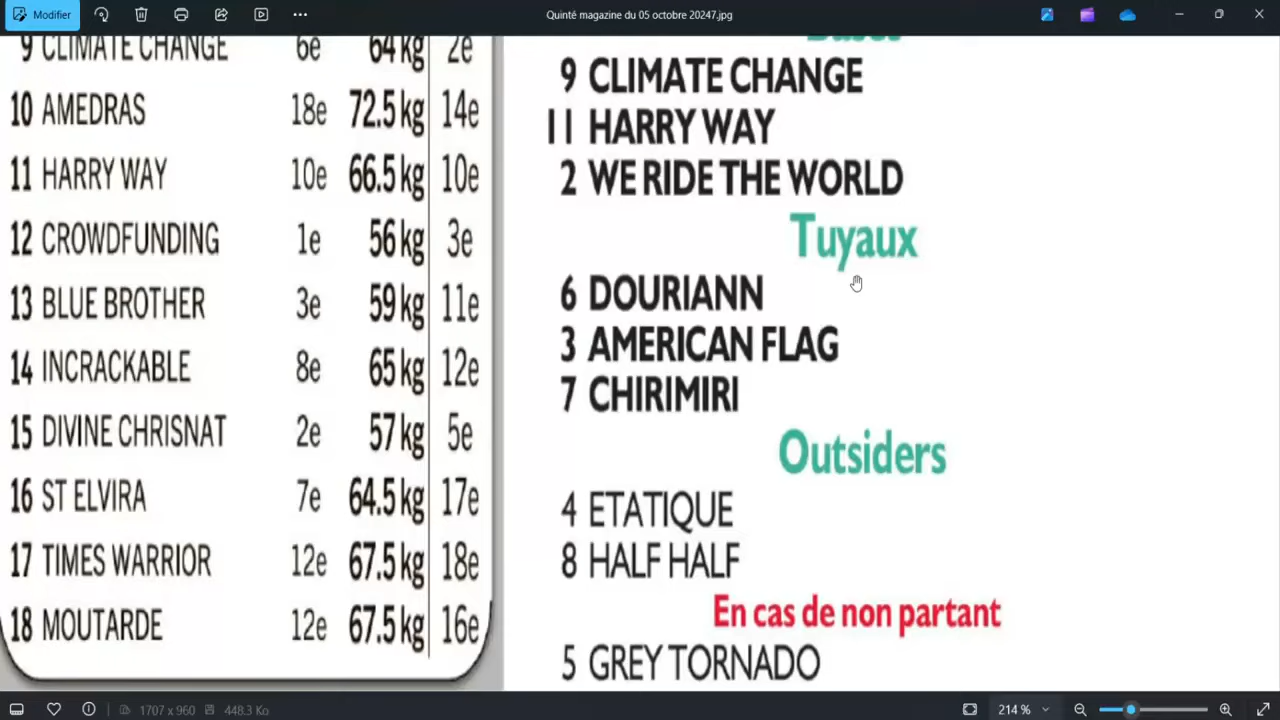 Modifier
Quinté magazine du 05 octobre 20247.jpg
9 CLIMATE CHANGE 6e 64 kg 2e
10 AMEDRAS 18e 72.5 kg 14e
11 HARRY WAY 10e 66.5 kg 10e
12 CROWDFUNDING 1e 56 kg 3e
13 BLUE BROTHER 3e 59 kg 11e
14 INCRACKABLE 8e 65 kg 12e
15 DIVINE CHRISNAT 2e 57 kg 5e
16 ST ELVIRA 7e 64.5 kg 17e
17 TIMES WARRIOR 12e 67.5 kg 18e
18 MOUTARDE 12e 67.5 kg 16e
9 CLIMATE CHANGE
11 HARRY WAY
2 WE RIDE THE WORLD
Tuyaux
6 DOURIANN
3 AMERICAN FLAG
7 CHIRIMIRI
Outsiders
4 ETATIQUE
8 HALF HALF
En cas de non partant
5 GREY TORNADO
1707 x 960 448.3 Ko
214 %